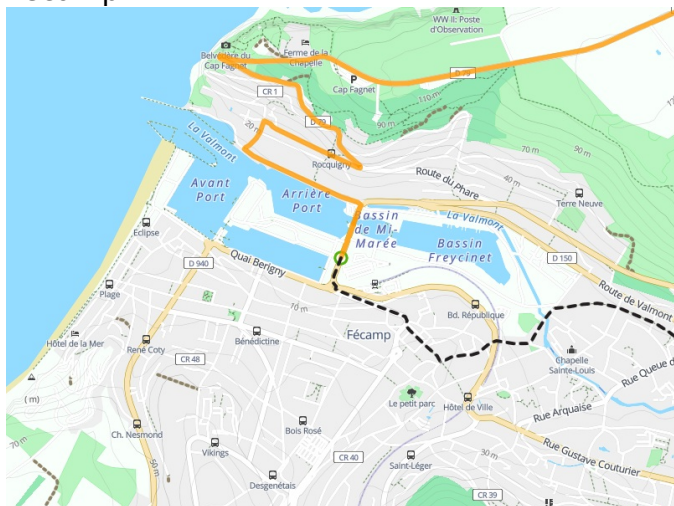 WW II: Poste
d'Observation
Belvédère du
Cap Fagnet
Ferme de la
Chapelle
P
Cap Fagnet
D 79
CR 1
110 m
90 m
D 79
20 m
90 m
La Valmont
Rocquigny
70 m
90 m
Route du Phare
40 m
Terre Neuve
Avant
Port
Arrière
Port
Bassin
de Mi-
Marée
La Valmont
Bassin
Freycinet
Eclipse
D 940
Quai Berigny
D 150
Route de Valmont
Plage
70 m
Bd. République
Hôtel de la Mer
René Coty
Bénédictine
Fécamp
CR 48
Chapelle
Sainte-Louis
Rue Queue d
( m)
Le petit parc
Hôtel de Ville
Rue Arquaise
70 m
Ch. Nesmond
Bois Rosé
Vikings
CR 40
Saint-Léger
Rue Gustave Couturier
50 m
Desgenétais
CR 39